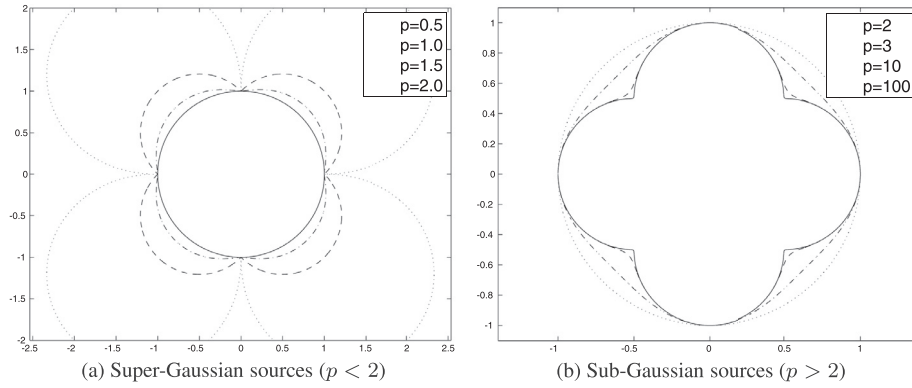 2
1.5
1
0.5
0
-0.5
-1
-1.5
-2
-2.5 -2 -1.5 -1 -0.5 0 0.5 1 1.5 2 2.5
p=0.5
p=1.0
p=1.5
p=2.0
(a) Super-Gaussian sources (p < 2)
1
0.8
0.6
0.4
0.2
0
-0.2
-0.4
-0.6
-0.8
-1
-1 -0.5 0 0.5 1
p=2
p=3
p=10
p=100
(b) Sub-Gaussian sources (p > 2)